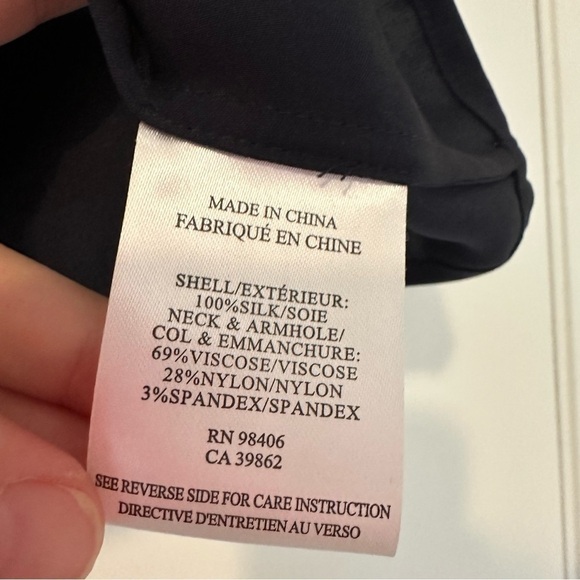 MADE IN CHINA
FABRIQUÉ EN CHINE
SHELL/EXTÉRIEUR:
100%SILK/SOIE
NECK & ARMHOLE/
COL & EMMANCHURE:
69%VISCOSE/VISCOSE
28%NYLON/NYLON
3%SPANDEX/SPANDEX
RN 98406
CA 39862
SEE REVERSE SIDE FOR CARE INSTRUCTION
DIRECTIVE D'ENTRETIEN AU VERSO